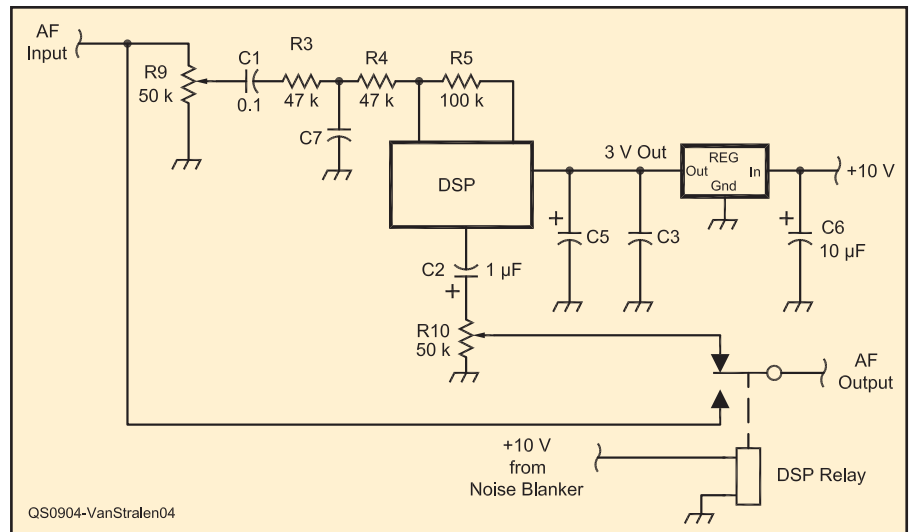 AF
Input
R9
50 k
C1
0.1
R3
47 k
C7
R4
47 k
R5
100 k
DSP
3 V Out
REG
Out
In
Gnd
+10 V
+
C5
C3
+
C6
10 µF
C2
1 µF
+
R10
50 k
AF
Output
+10 V
from
Noise Blanker
DSP Relay
QS0904-VanStralen04